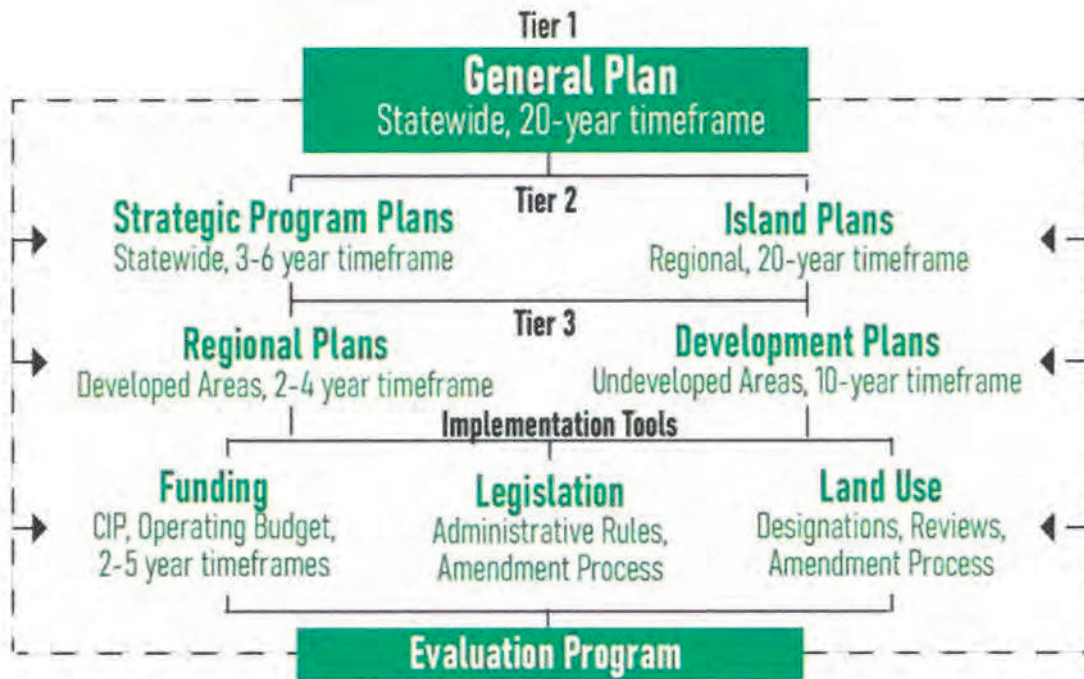 Tier 1
General Plan
Statewide, 20-year timeframe
Tier 2
Strategic Program Plans
Statewide, 3-6 year timeframe
Island Plans
Regional, 20-year timeframe
Tier 3
Regional Plans
Developed Areas, 2-4 year timeframe
Development Plans
Undeveloped Areas, 10-year timeframe
Implementation Tools
Funding
CIP, Operating Budget,
2-5 year timeframes
Legislation
Administrative Rules,
Amendment Process
Land Use
Designations, Reviews,
Amendment Process
Evaluation Program